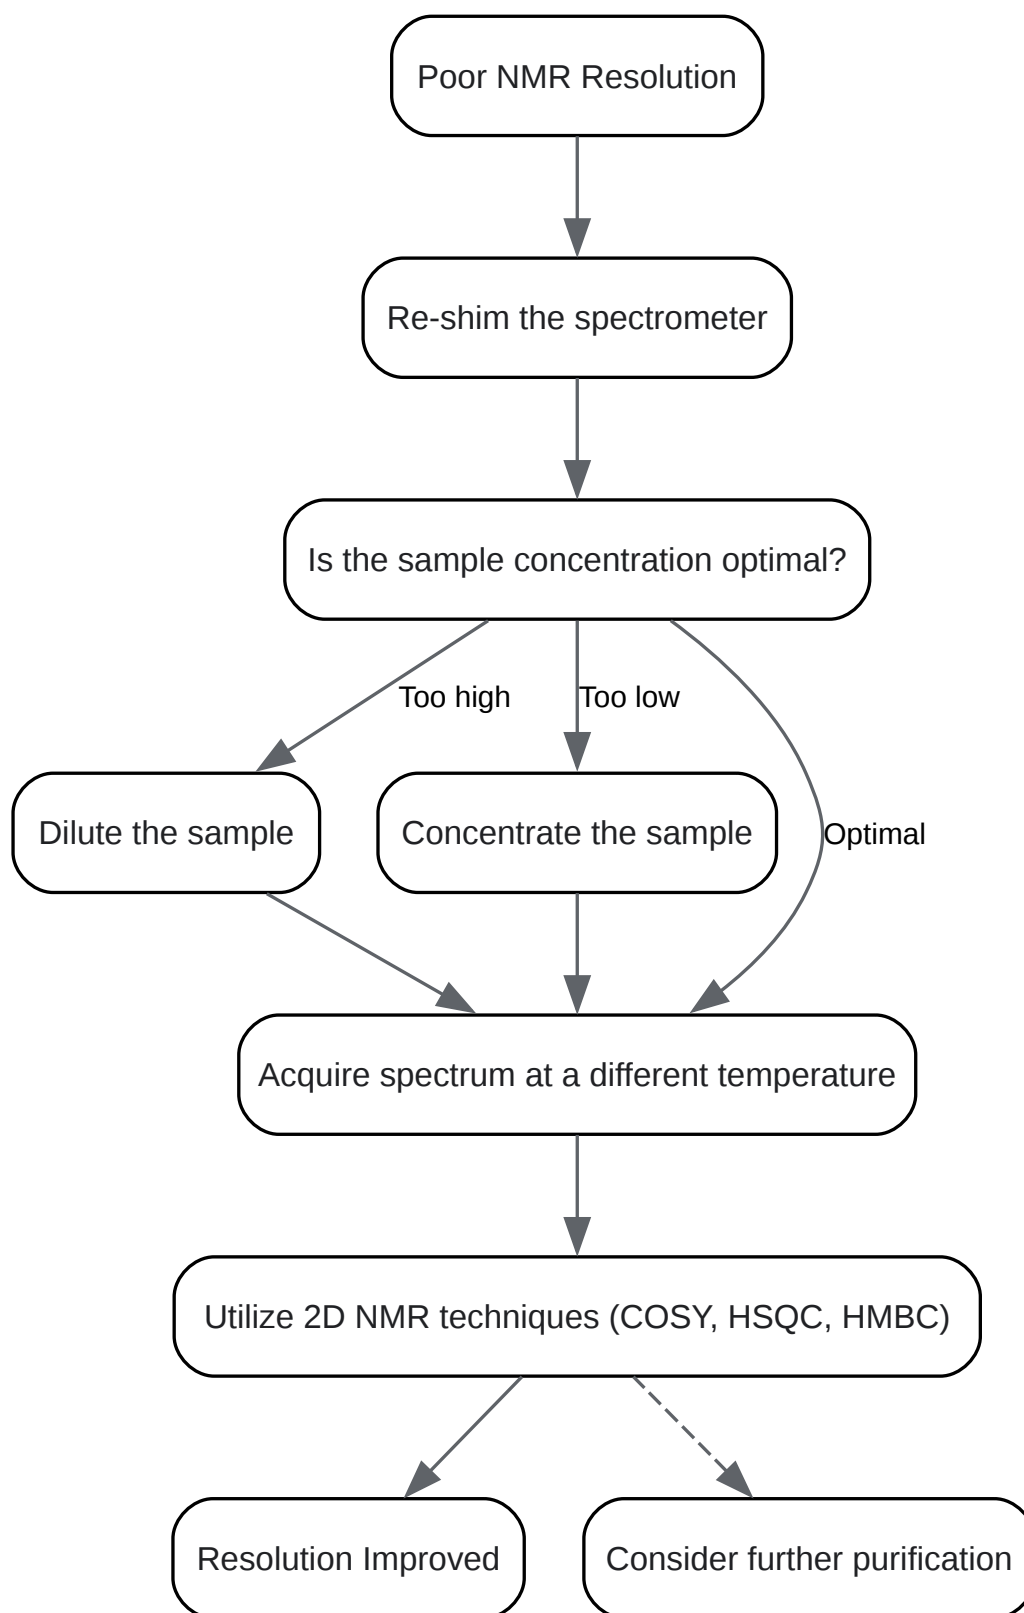 Poor NMR Resolution
Re-shim the spectrometer
Is the sample concentration optimal?
Too high
Too low
Dilute the sample
Concentrate the sample
Optimal
Acquire spectrum at a different temperature
Utilize 2D NMR techniques (COSY, HSQC, HMBC)
Resolution Improved
Consider further purification